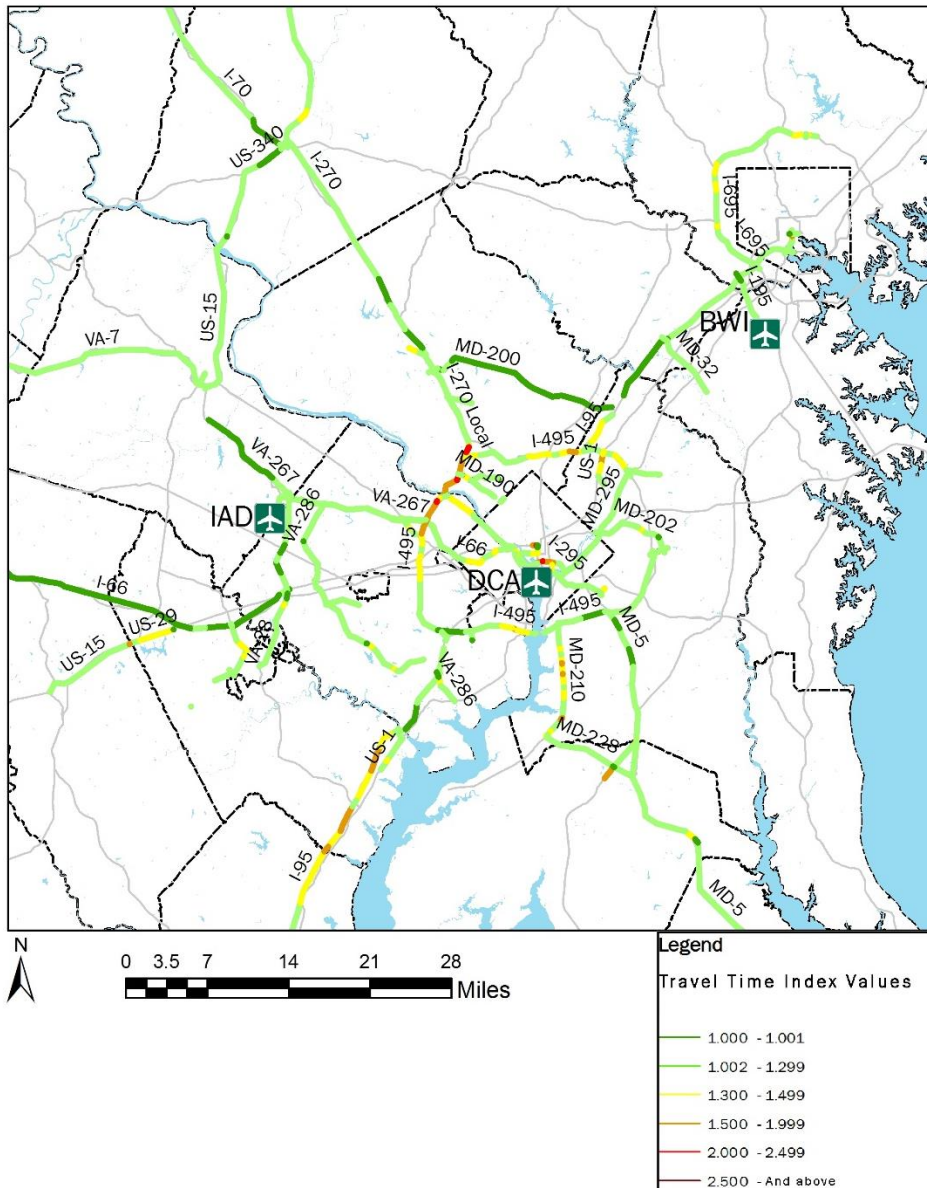 I-70
US-340
I-270
I-695
I-695
I-195
BWI
US-15
VA-7
MD-32
MD-200
I-270 Local
I-95
I-495
US-1
MD-190
MD-295
VA-267
VA-267
MD-202
IAD
VA-286
I-495
I-66
I-295
DCA
I-66
I-495
I-495
MD-5
US-29
US-15
VA-286
MD-210
MD-228
US-1
I-95
MD-5
N
0 3.5 7 14 21 28
Miles
Legend
Travel Time Index Values
1.000 - 1.001
1.002 - 1.299
1.300 - 1.499
1.500 - 1.999
2.000 - 2.499
2.500 - And above